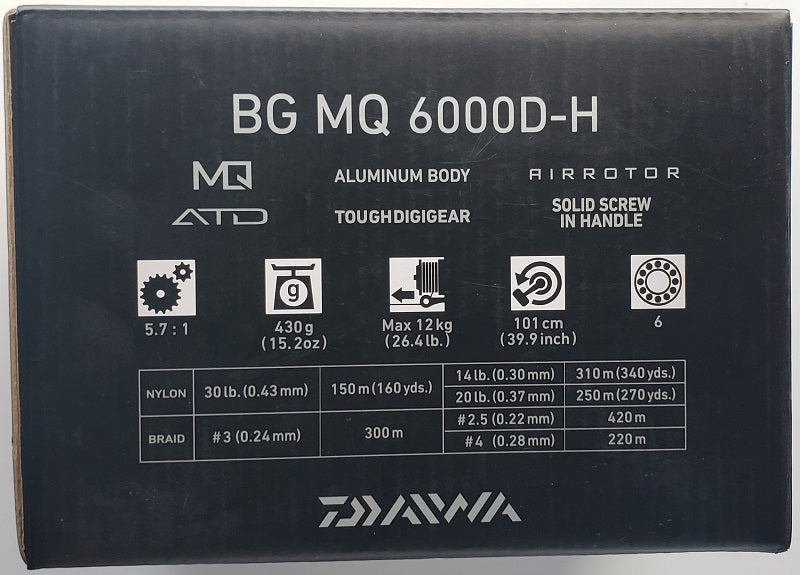 BG MQ 6000D-H
MQ ALUMINUM BODY AIRROTOR
ATD TOUGHDIGIGEAR SOLID SCREW
IN HANDLE
g
5.7 : 1 430g Max 12kg 101cm 6
(15.2oz) (26.4lb.) (39.9inch)
NYLON 30lb.(0.43mm) 150m(160yds.) 14lb.(0.30mm) 310m(340yds.)
20lb.(0.37mm) 250m(270yds.)
BRAID #3(0.24mm) 300m #2.5(0.22mm) 420m
#4 (0.28mm) 220m
DAIWA